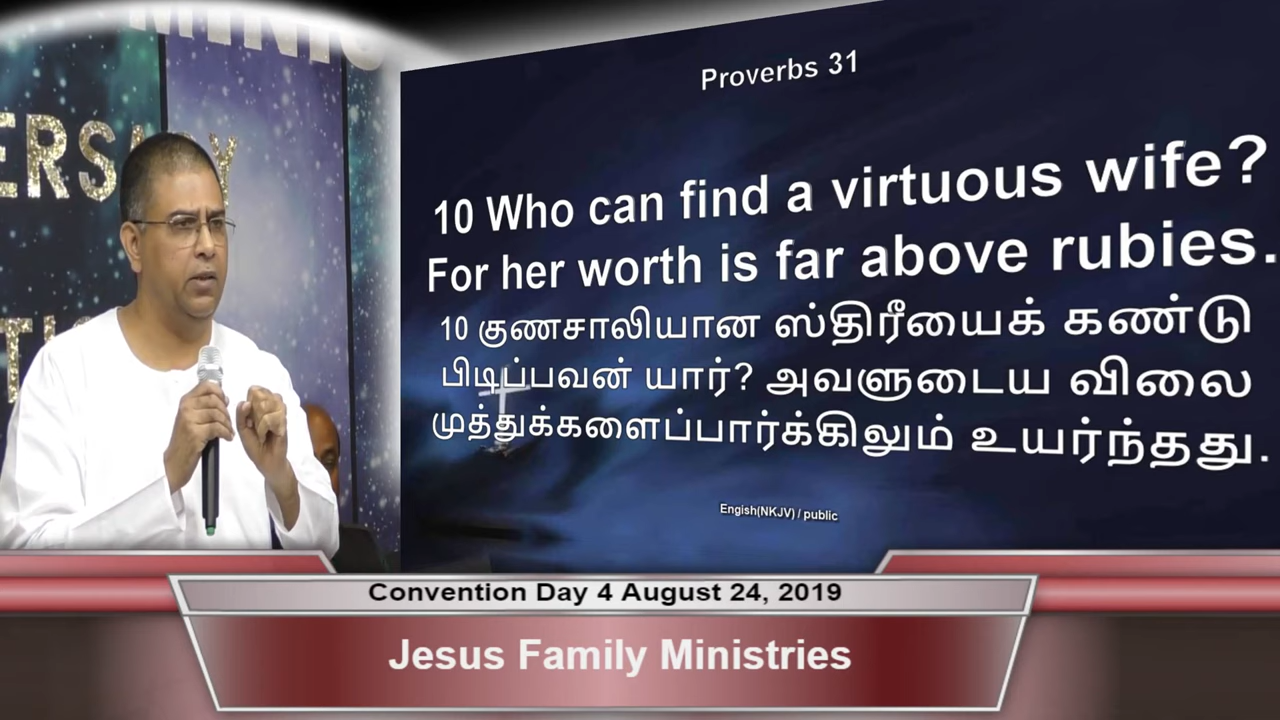 Proverbs 31
10 Who can find a virtuous wife?
For her worth is far above rubies.
10 குணசாலியான ஸ்திரீயைக் கண்டு
பிடிப்பவன் யார்? அவளுடைய விலை
முத்துக்களைப்பார்க்கிலும் உயர்ந்தது.
Engish(NKJV) / public
Convention Day 4 August 24, 2019
Jesus Family Ministries